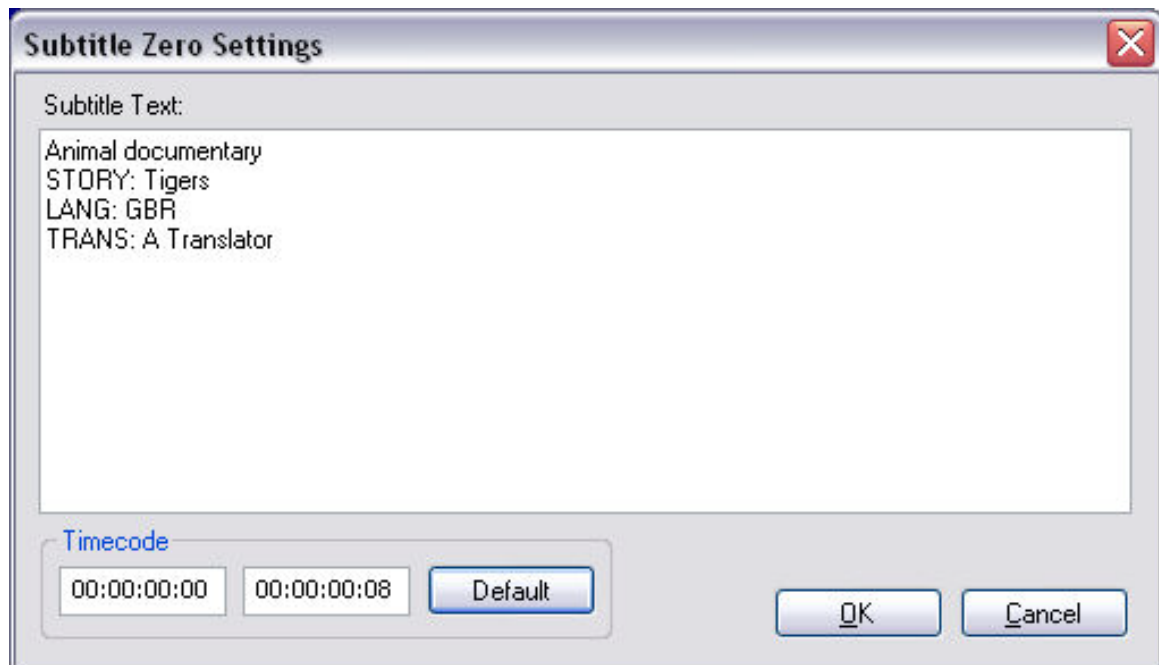 Subtitle Zero Settings
Subtitle Text:
Animal documentary
STORY: Tigers
LANG: GBR
TRANS: A Translator
Timecode
00:00:00:00 00:00:00:08 Default
OK Cancel